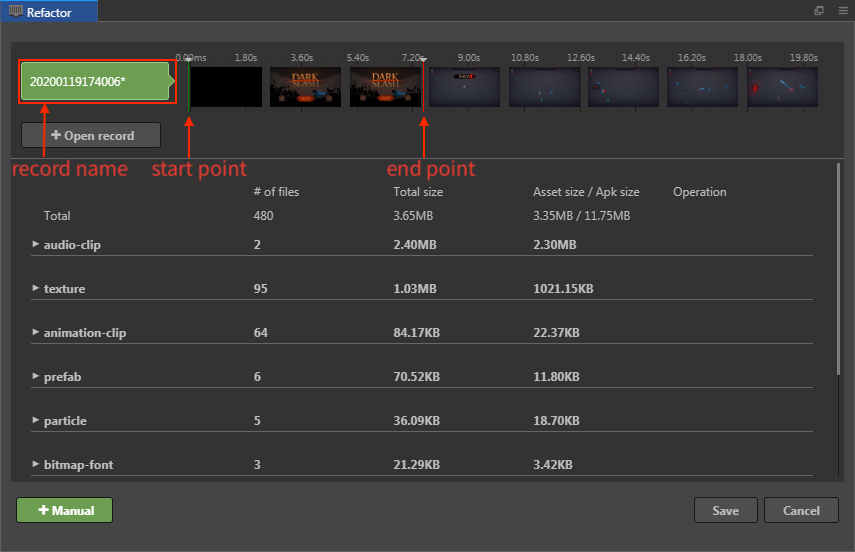 Refactor
0.00ms 1.80s 3.60s 5.40s 7.20s 9.00s 10.80s 12.60s 14.40s 16.20s 18.00s 19.80s
20200119174006*
DARK SLASH
DARK SLASH
+ Open record
record name start point end point
# of files Total size Asset size / Apk size Operation
Total 480 3.65MB 3.35MB / 11.75MB
audio-clip 2 2.40MB 2.30MB
texture 95 1.03MB 1021.15KB
animation-clip 64 84.17KB 22.37KB
prefab 6 70.52KB 11.80KB
particle 5 36.09KB 18.70KB
bitmap-font 3 21.29KB 3.42KB
+ Manual Save Cancel